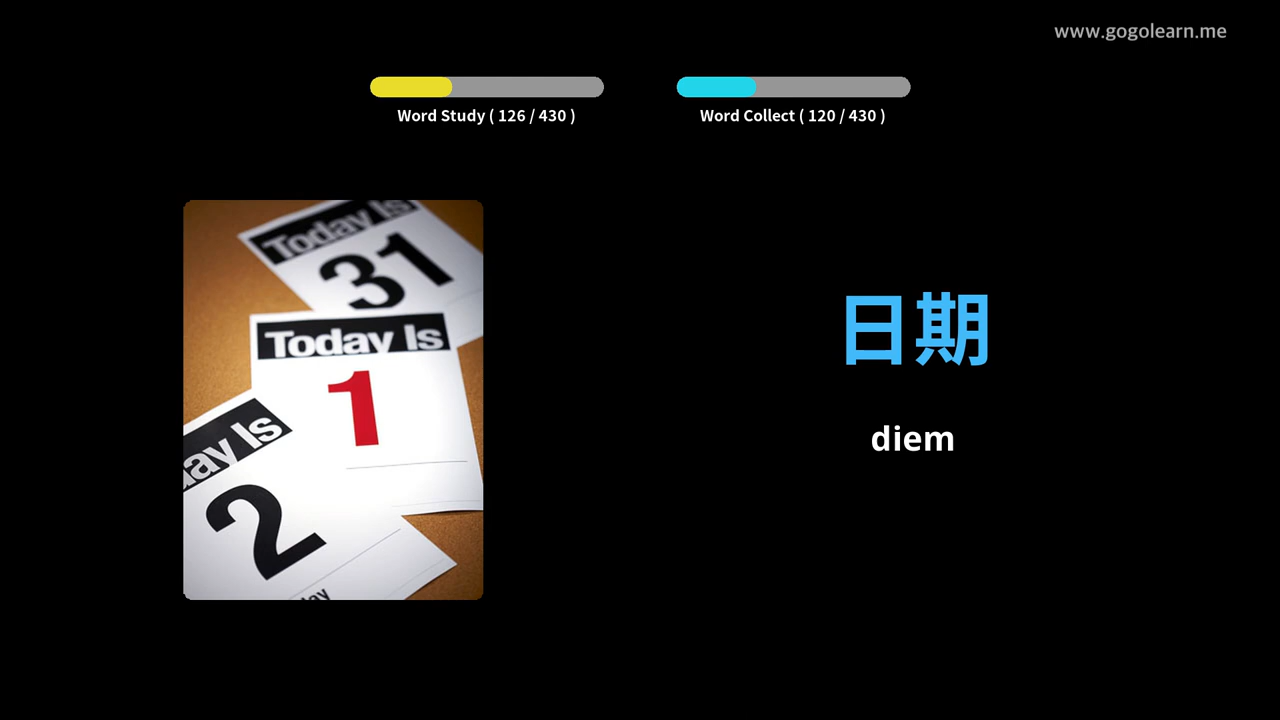 www.gogolearn.me
Word Study ( 126 / 430 )
Word Collect ( 120 / 430 )
Today Is
31
Today Is
1
ay Is
2
ay
日期
diem